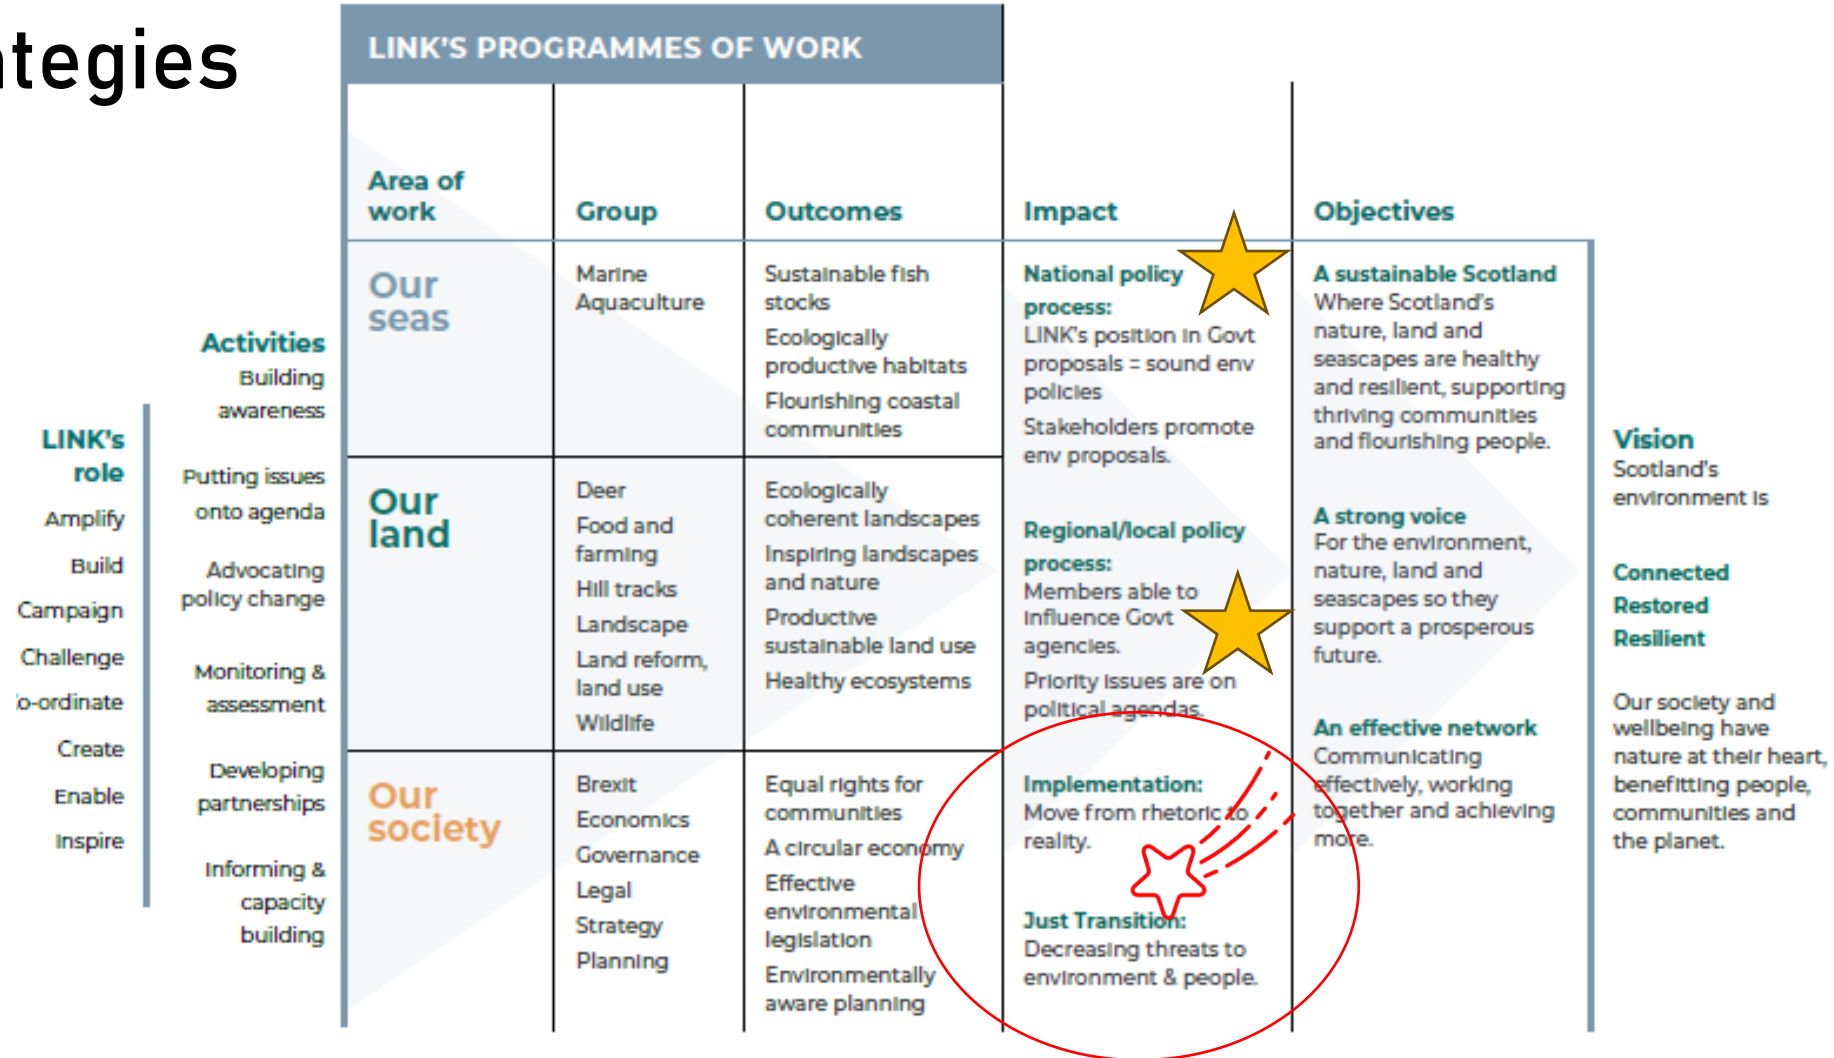 ategies
LINK'S PROGRAMMES OF WORK
LINK's
role
Amplify
Build
Campaign
Challenge
o-ordinate
Create
Enable
Inspire
Activities
Building
awareness
Putting issues
onto agenda
Advocating
policy change
Monitoring &
assessment
Developing
partnerships
Informing &
capacity
building
Area of
work
Group
Outcomes
Impact
Objectives
Our
seas
Marine
Aquaculture
Sustainable fish
stocks
Ecologically
productive habitats
Flourishing coastal
communities
Our
land
Deer
Food and
farming
Hill tracks
Landscape
Land reform,
land use
Wildlife
Ecologically
coherent landscapes
Inspiring landscapes
and nature
Productive
sustainable land use
Healthy ecosystems
Our
society
Brexit
Economics
Governance
Legal
Strategy
Planning
Equal rights for
communities
A circular economy
Effective
environmental
legislation
Environmentally
aware planning
National policy
process:
LINK's position in Govt
proposals = sound env
policies
Stakeholders promote
env proposals.
Regional/local policy
process:
Members able to
influence Govt
agencies.
Priority issues are on
political agendas.
Implementation:
Move from rhetoric to
reality.
Just Transition:
Decreasing threats to
environment & people.
A sustainable Scotland
Where Scotland's
nature, land and
seascapes are healthy
and resilient, supporting
thriving communities
and flourishing people.
A strong voice
For the environment,
nature, land and
seascapes so they
support a prosperous
future.
An effective network
Communicating
effectively, working
together and achieving
more.
Vision
Scotland's
environment is
Connected
Restored
Resilient
Our society and
wellbeing have
nature at their heart,
benefitting people,
communities and
the planet.